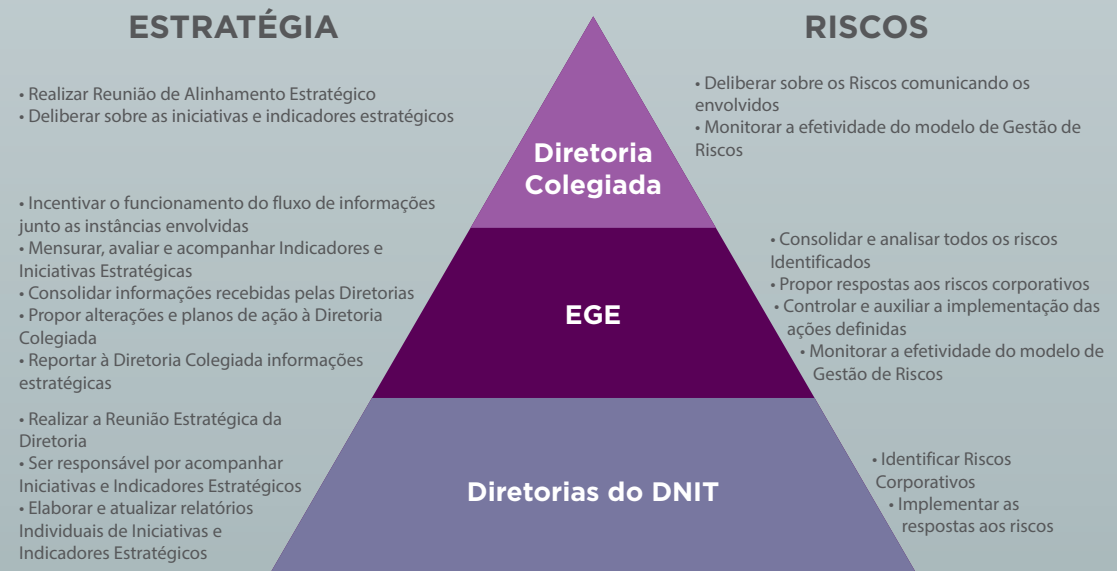 ESTRATÉGIA
• Realizar Reunião de Alinhamento Estratégico
• Deliberar sobre as iniciativas e indicadores estratégicos
• Incentivar o funcionamento do fluxo de informações
junto as instâncias envolvidas
• Mensurar, avaliar e acompanhar Indicadores e
Iniciativas Estratégicas
• Consolidar informações recebidas pelas Diretorias
• Propor alterações e planos de ação à Diretoria
Colegiada
• Reportar à Diretoria Colegiada informações
estratégicas
• Realizar a Reunião Estratégica da
Diretoria
• Ser responsável por acompanhar
Iniciativas e Indicadores Estratégicos
• Elaborar e atualizar relatórios
Individuais de Iniciativas e
Indicadores Estratégicos
Diretoria
Colegiada
EGE
Diretorias do DNIT
RISCOS
• Deliberar sobre os Riscos comunicando os
envolvidos
• Monitorar a efetividade do modelo de Gestão de
Riscos
• Consolidar e analisar todos os riscos
Identificados
• Propor respostas aos riscos corporativos
• Controlar e auxiliar a implementação das
ações definidas
• Monitorar a efetividade do modelo de
Gestão de Riscos
• Identificar Riscos
Corporativos
• Implementar as
respostas aos riscos